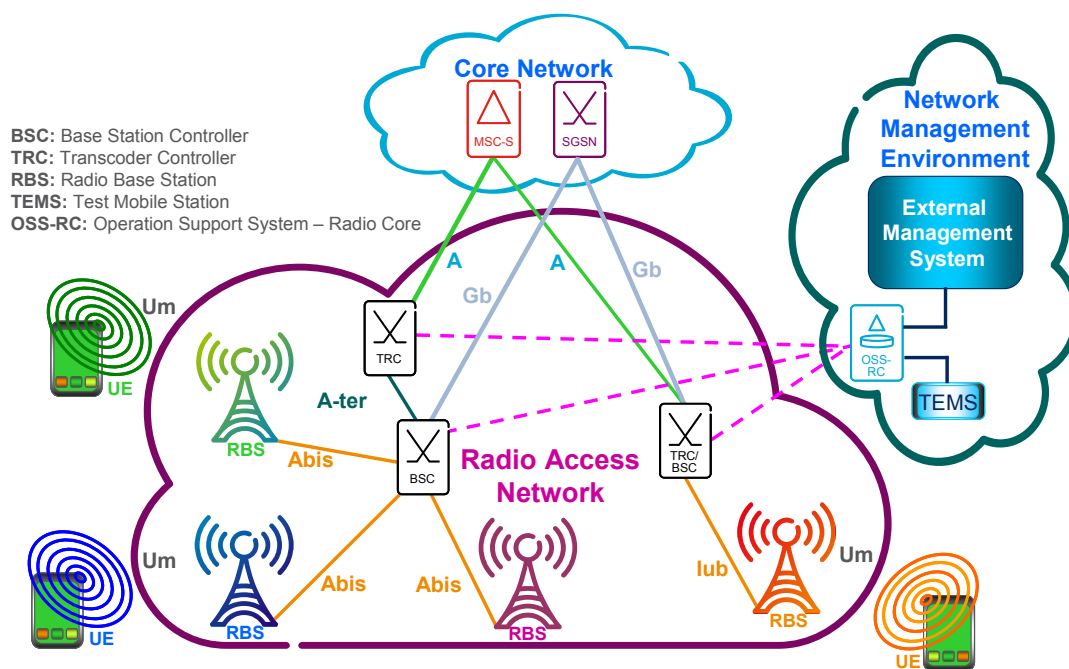 Core Network
MSC-S
SGSN
Network
Management
Environment
External
Management
System
OSS-
RC
TEMS
BSC: Base Station Controller
TRC: Transcoder Controller
RBS: Radio Base Station
TEMS: Test Mobile Station
OSS-RC: Operation Support System – Radio Core
A
A
Gb
Gb
Um
UE
TRC
A-ter
RBS
Abis
BSC
Radio Access
Network
TRC/
BSC
Um
UE
RBS
Abis
Abis
RBS
Iub
RBS
Um
UE